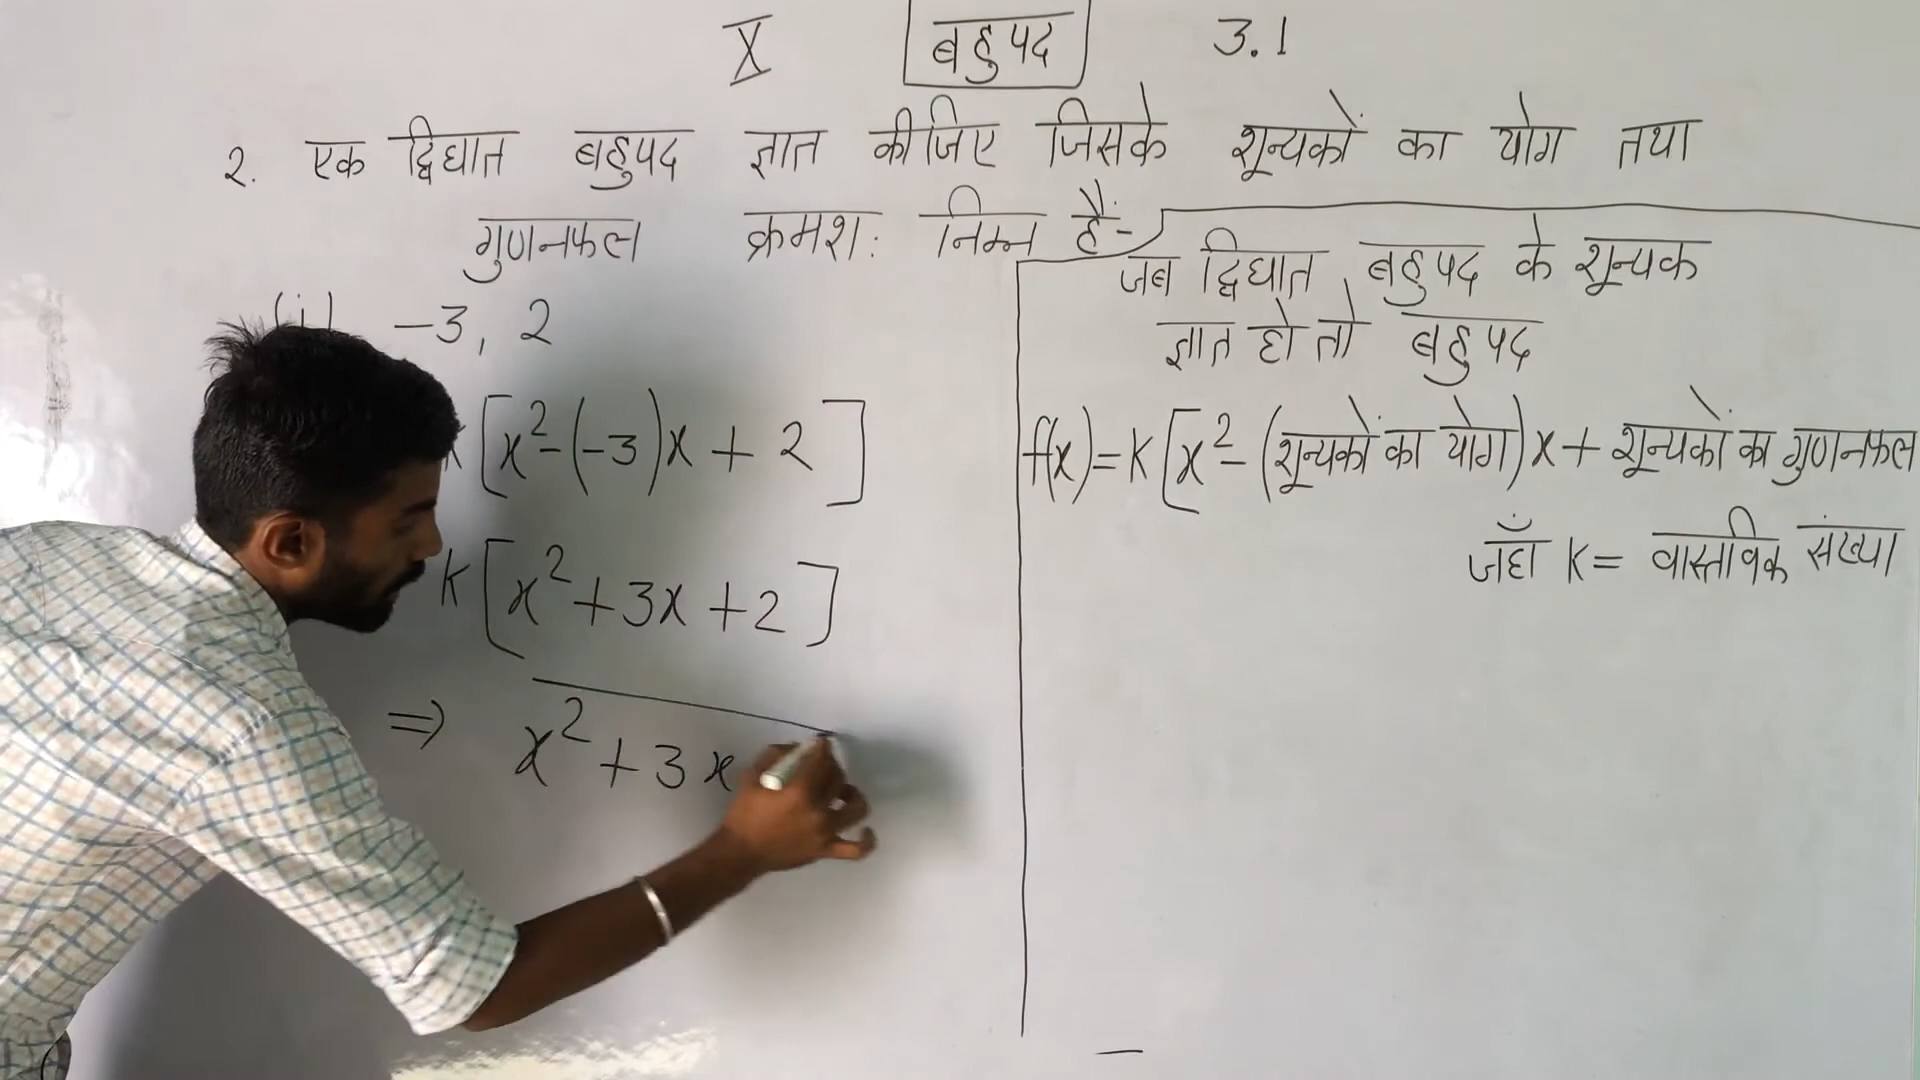 X बहुपद 3.1
2. एक द्विघात बहुपद ज्ञात कीजिए जिसके शून्यकों का योग तथा
गुणनफल क्रमशः निम्न हैं-
(i) -3, 2
K[x²-(-3)x + 2]
K[x²+3x+2]
⇒ x²+3x
जब द्विघात बहुपद के शून्यक
ज्ञात हो तो बहुपद
f(x)=K[x²-(शून्यकों का योग)x+शून्यकों का गुणनफल
जहाँ K= वास्तविक संख्या